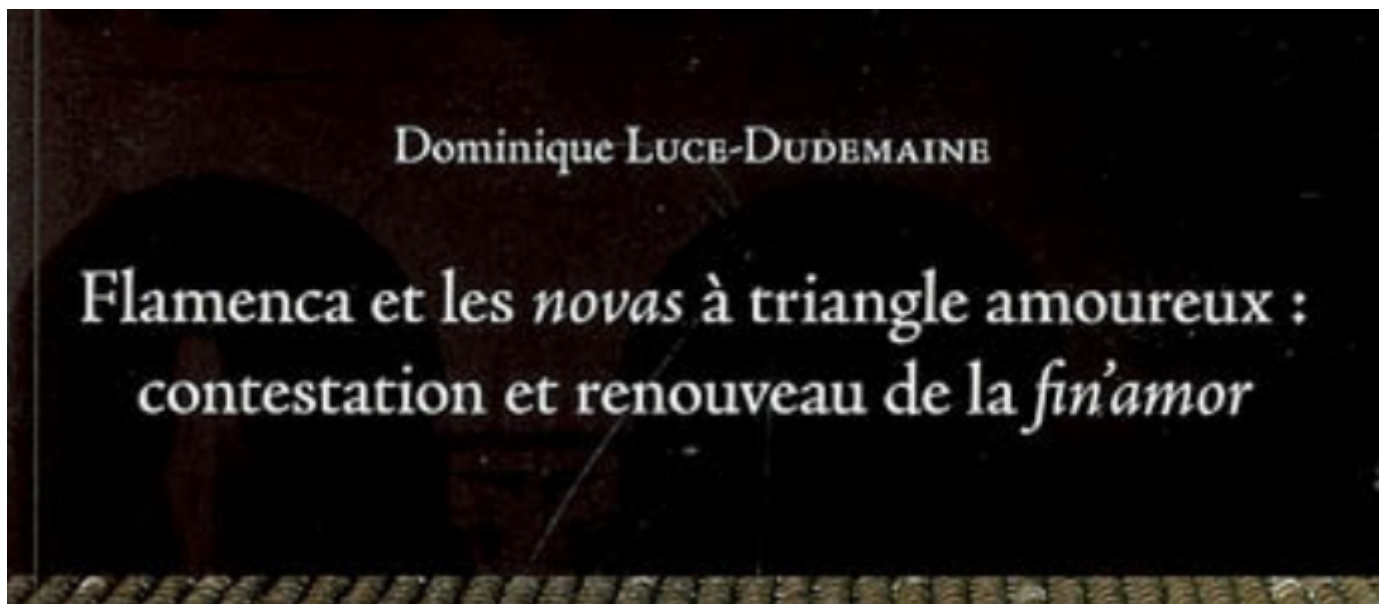 Dominique LUCE-DUDEMAINE
Flamenca et les novas à triangle amoureux :
contestation et renouveau de la fin'amor